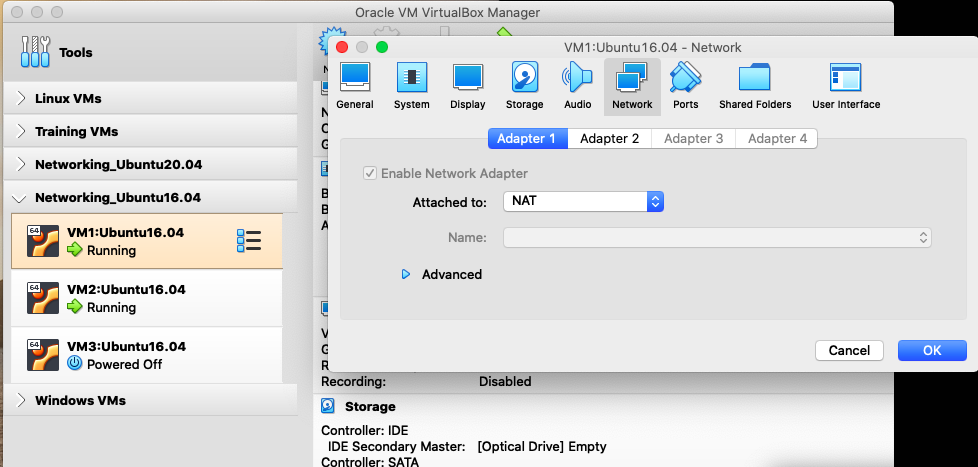 Oracle VM VirtualBox Manager
Tools
Linux VMs
Training VMs
Networking_Ubuntu20.04
Networking_Ubuntu16.04
64
VM1:Ubuntu16.04
Running
64
VM2:Ubuntu16.04
Running
64
VM3:Ubuntu16.04
Powered Off
Windows VMs
VM1:Ubuntu16.04 - Network
General System Display Storage Audio Network Ports Shared Folders User Interface
Adapter 1 Adapter 2 Adapter 3 Adapter 4
Enable Network Adapter
Attached to: NAT
Name:
Advanced
Cancel OK
Recording: Disabled
Storage
Controller: IDE
IDE Secondary Master: [Optical Drive] Empty
Controller: SATA